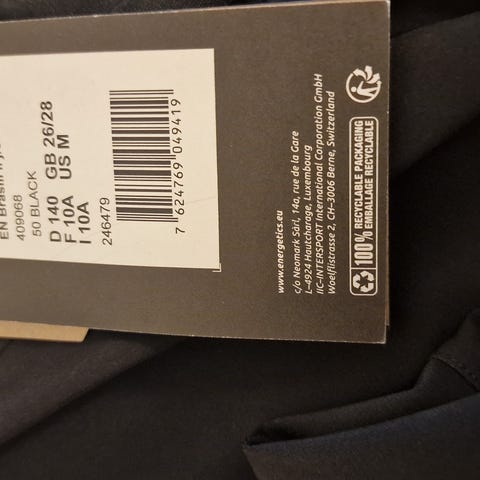 409068
50 BLACK
D 140 GB 26/28
F 10A US M
I 10A
246479
7 624769 049419
www.energetics.eu
c/o Neomark Sàrl, 14a, rue de la Gare
L-4924 Hautcharage, Luxembourg
IIC-INTERSPORT International Corporation GmbH
Woelflistrasse 2, CH-3006 Berne, Switzerland
100% RECYCLABLE PACKAGING
EMBALLAGE RECYCLABLE